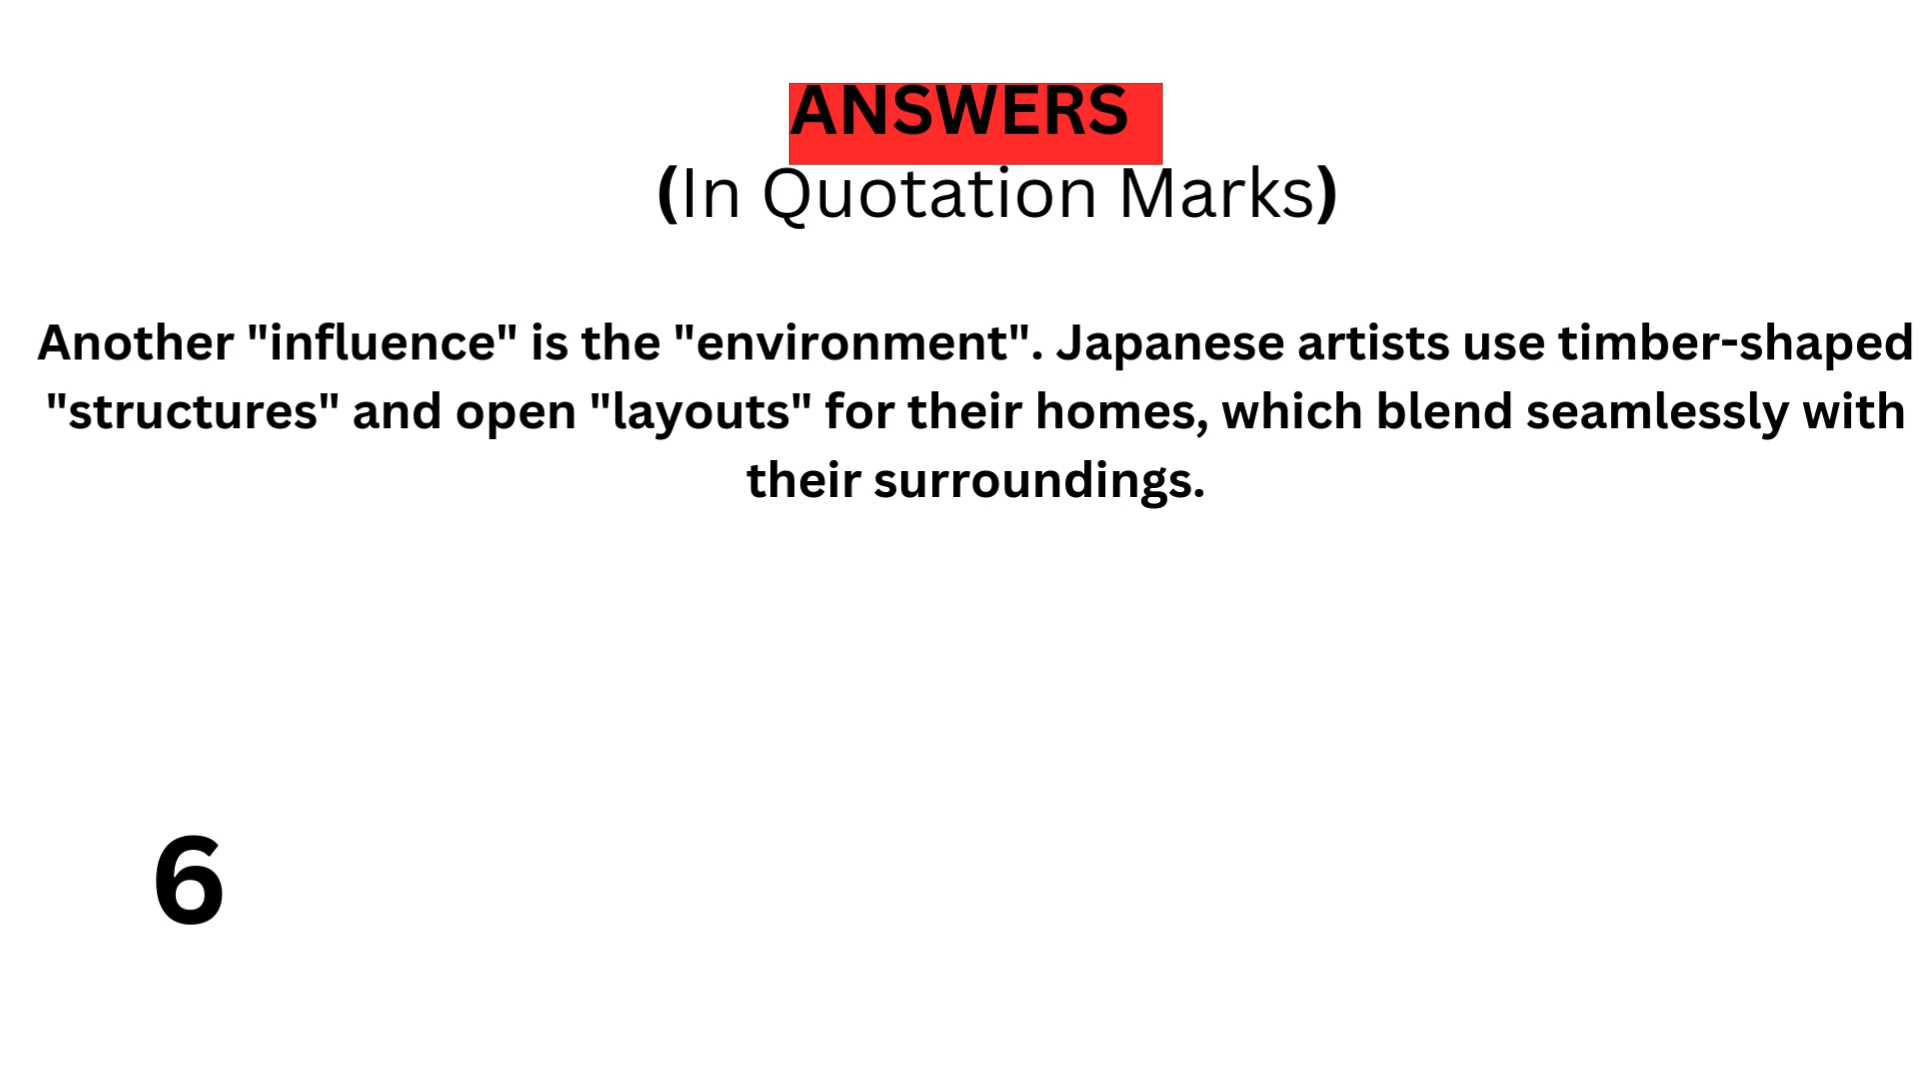 ANSWERS
(In Quotation Marks)
Another "influence" is the "environment". Japanese artists use timber-shaped
"structures" and open "layouts" for their homes, which blend seamlessly with
their surroundings.
6